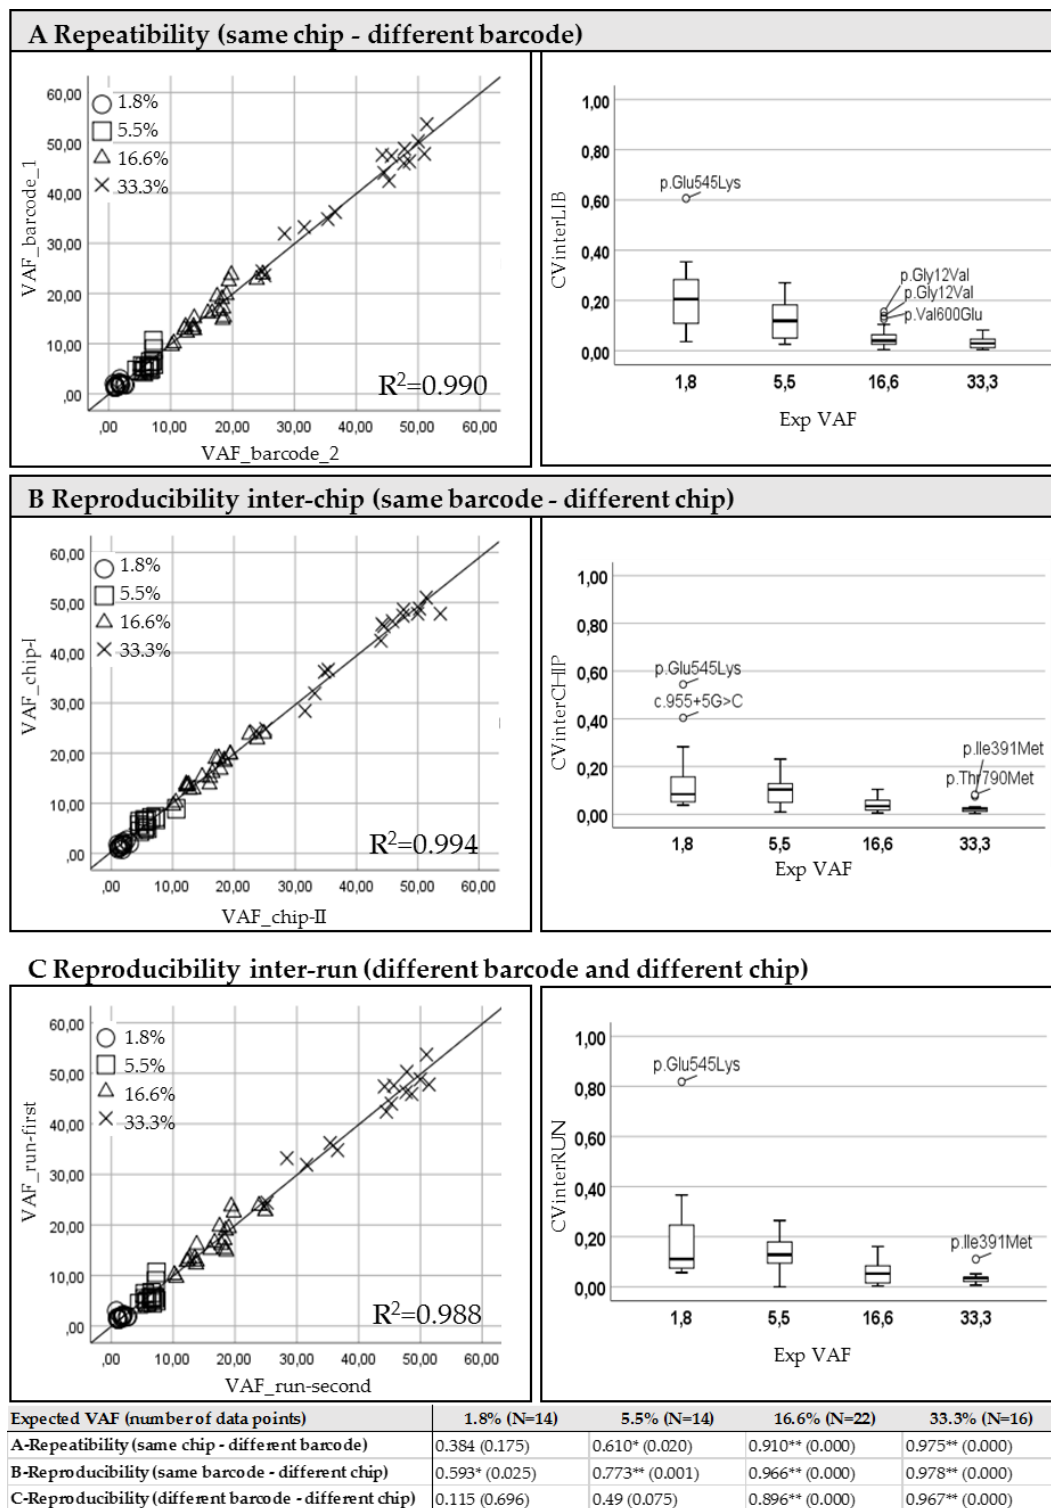 A Repeatibility (same chip - different barcode)
60,00
50,00
40,00
30,00
20,00
10,00
,00
VAF_barcode_1
1.8%
5.5%
16.6%
33.3%
R²=0.990
,00 10,00 20,00 30,00 40,00 50,00 60,00
VAF_barcode_2
1,00
0,80
0,60
0,40
0,20
0,00
CVinterLIB
p.Glu545Lys
p.Gly12Val
p.Gly12Val
p.Val600Glu
1,8 5,5 16,6 33,3
Exp VAF
B Reproducibility inter-chip (same barcode - different chip)
60,00
50,00
40,00
30,00
20,00
10,00
,00
VAF_chip-I
1.8%
5.5%
16.6%
33.3%
R²=0.994
,00 10,00 20,00 30,00 40,00 50,00 60,00
VAF_chip-II
1,00
0,80
0,60
0,40
0,20
0,00
CVinterCHIP
p.Glu545Lys
c.955+5G>C
p.Ile391Met
p.Thr790Met
1,8 5,5 16,6 33,3
Exp VAF
C Reproducibility inter-run (different barcode and different chip)
60,00
50,00
40,00
30,00
20,00
10,00
,00
VAF_run-first
1.8%
5.5%
16.6%
33.3%
R²=0.988
,00 10,00 20,00 30,00 40,00 50,00 60,00
VAF_run-second
1,00
0,80
0,60
0,40
0,20
0,00
CVinterRUN
p.Glu545Lys
p.Ile391Met
1,8 5,5 16,6 33,3
Exp VAF
Expected VAF (number of data points) 1.8% (N=14) 5.5% (N=14) 16.6% (N=22) 33.3% (N=16)
A-Repeatibility (same chip - different barcode) 0.384 (0.175) 0.610* (0.020) 0.910** (0.000) 0.975** (0.000)
B-Reproducibility (same barcode - different chip) 0.593* (0.025) 0.773** (0.001) 0.966** (0.000) 0.978** (0.000)
C-Reproducibility (different barcode - different chip) 0.115 (0.696) 0.49 (0.075) 0.896** (0.000) 0.967** (0.000)